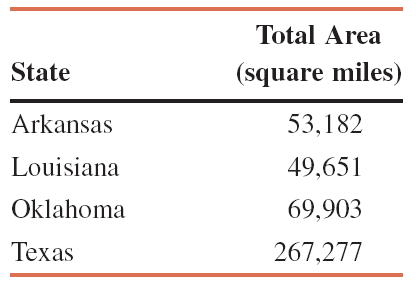 Total Area
State (square miles)
Arkansas 53,182
Louisiana 49,651
Oklahoma 69,903
Texas 267,277